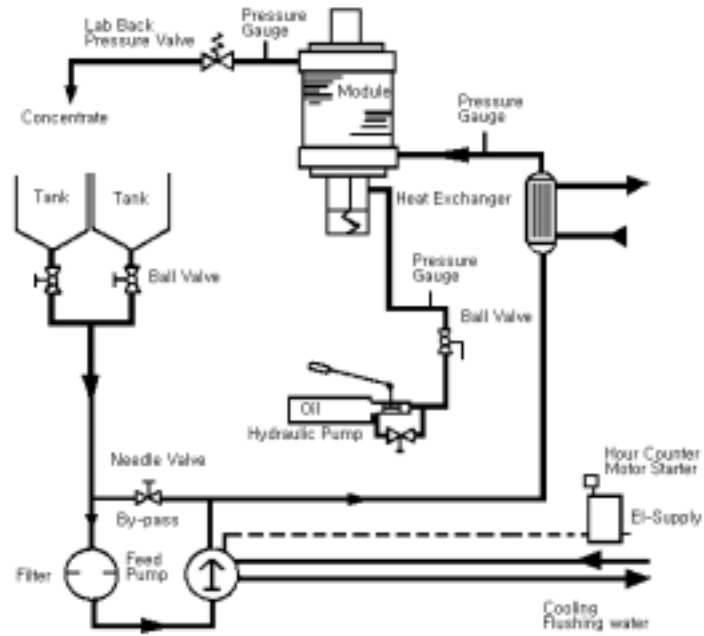 Lab Back
Pressure Valve
Pressure
Gauge
Module
Pressure
Gauge
Concentrate
Tank
Tank
Heat Exchanger
Ball Valve
Pressure
Gauge
Ball Valve
Oil
Hydraulic Pump
Needle Valve
Hour Counter
Motor Starter
By-pass
El-Supply
Filter
Feed
Pump
Cooling
Flushing water